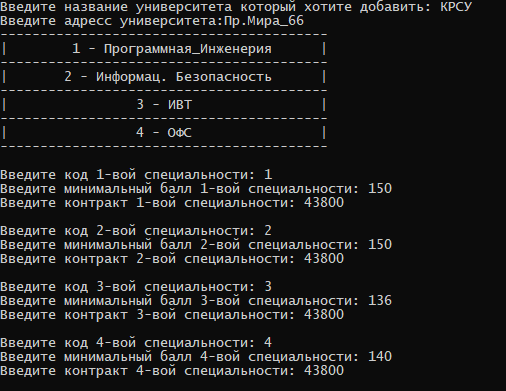 Введите название университета который хотите добавить: КРСУ
Введите адресс университета:Пр.Мира_66
-----------------------------------------
|        1 - Программная_Инженерия      |
-----------------------------------------
|       2 - Информац. Безопасность      |
-----------------------------------------
|                3 - ИВТ                |
-----------------------------------------
|                4 - ОФС                |
-----------------------------------------
Введите код 1-вой специальности: 1
Введите минимальный балл 1-вой специальности: 150
Введите контракт 1-вой специальности: 43800
Введите код 2-вой специальности: 2
Введите минимальный балл 2-вой специальности: 150
Введите контракт 2-вой специальности: 43800
Введите код 3-вой специальности: 3
Введите минимальный балл 3-вой специальности: 136
Введите контракт 3-вой специальности: 43800
Введите код 4-вой специальности: 4
Введите минимальный балл 4-вой специальности: 140
Введите контракт 4-вой специальности: 43800